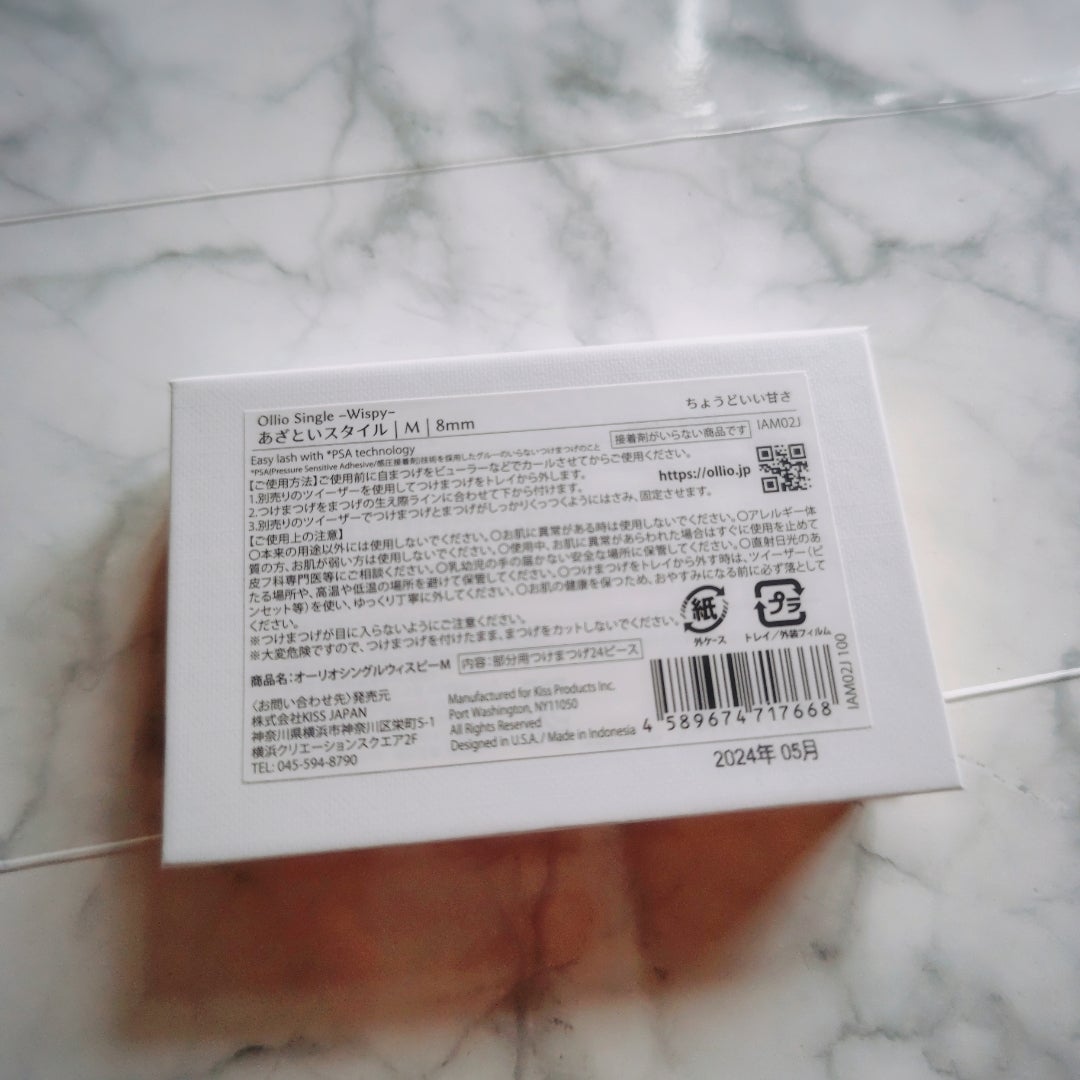 Ollio Single –Wispy–
ちょうどいい甘さ
あざといスタイル | M | 8mm
接着剤がいらない商品です
IAM02J
Easy lash with *PSA technology
*PSA(Pressure Sensitive Adhesive/感圧接着剤)技術を採用したグルーのいらないつけまつげのこと
https://ollio.jp
【ご使用方法】ご使用前に自まつげをビューラーなどでカールさせてからご使用ください。
1.別売りのツイーザーを使用してつけまつげをトレイから外します。
2.つけまつげをまつげの生え際ラインに合わせて下から付けます。
3.別売りのツイーザーでつけまつげとまつげがしっかりくっつくようにはさみ、固定させます。
【ご使用上の注意】
〇本来の用途以外には使用しないでください。〇お肌に異常がある時は使用しないでください。〇アレルギー体
質の方、お肌が弱い方は使用しないでください。〇使用中、お肌に異常があらわれた場合はすぐに使用を止めて
皮フ科専門医等にご相談ください。〇乳幼児の手の届かない安全な場所に保管してください。〇直射日光のあ
たる場所や、高温や低温の場所を避けて保管してください。〇つけまつげをトレイから外す時は、ツイーザー(ピ
ンセット等)を使い、ゆっくり丁寧に外してください。〇お肌の健康を保つため、おやすみになる前に必ず落として
ください。
※つけまつげが目に入らないようにご注意ください。
※大変危険ですので、つけまつげを付けたまま、まつげをカットしないでください。
紙
外ケース
プラ
トレイ/外装フィルム
商品名:オーリオシングルウィスピーM
内容:部分用つけまつげ24ピース
〈お問い合わせ先〉発売元
株式会社KISS JAPAN
神奈川県横浜市神奈川区栄町5-1
横浜クリエーションスクエア2F
TEL: 045-594-8790
Manufactured for Kiss Products Inc.
Port Washington, NY11050
All Rights Reserved
Designed in U.S.A. / Made in Indonesia
4 589674 717668
IAM02J 100
2024年 05月